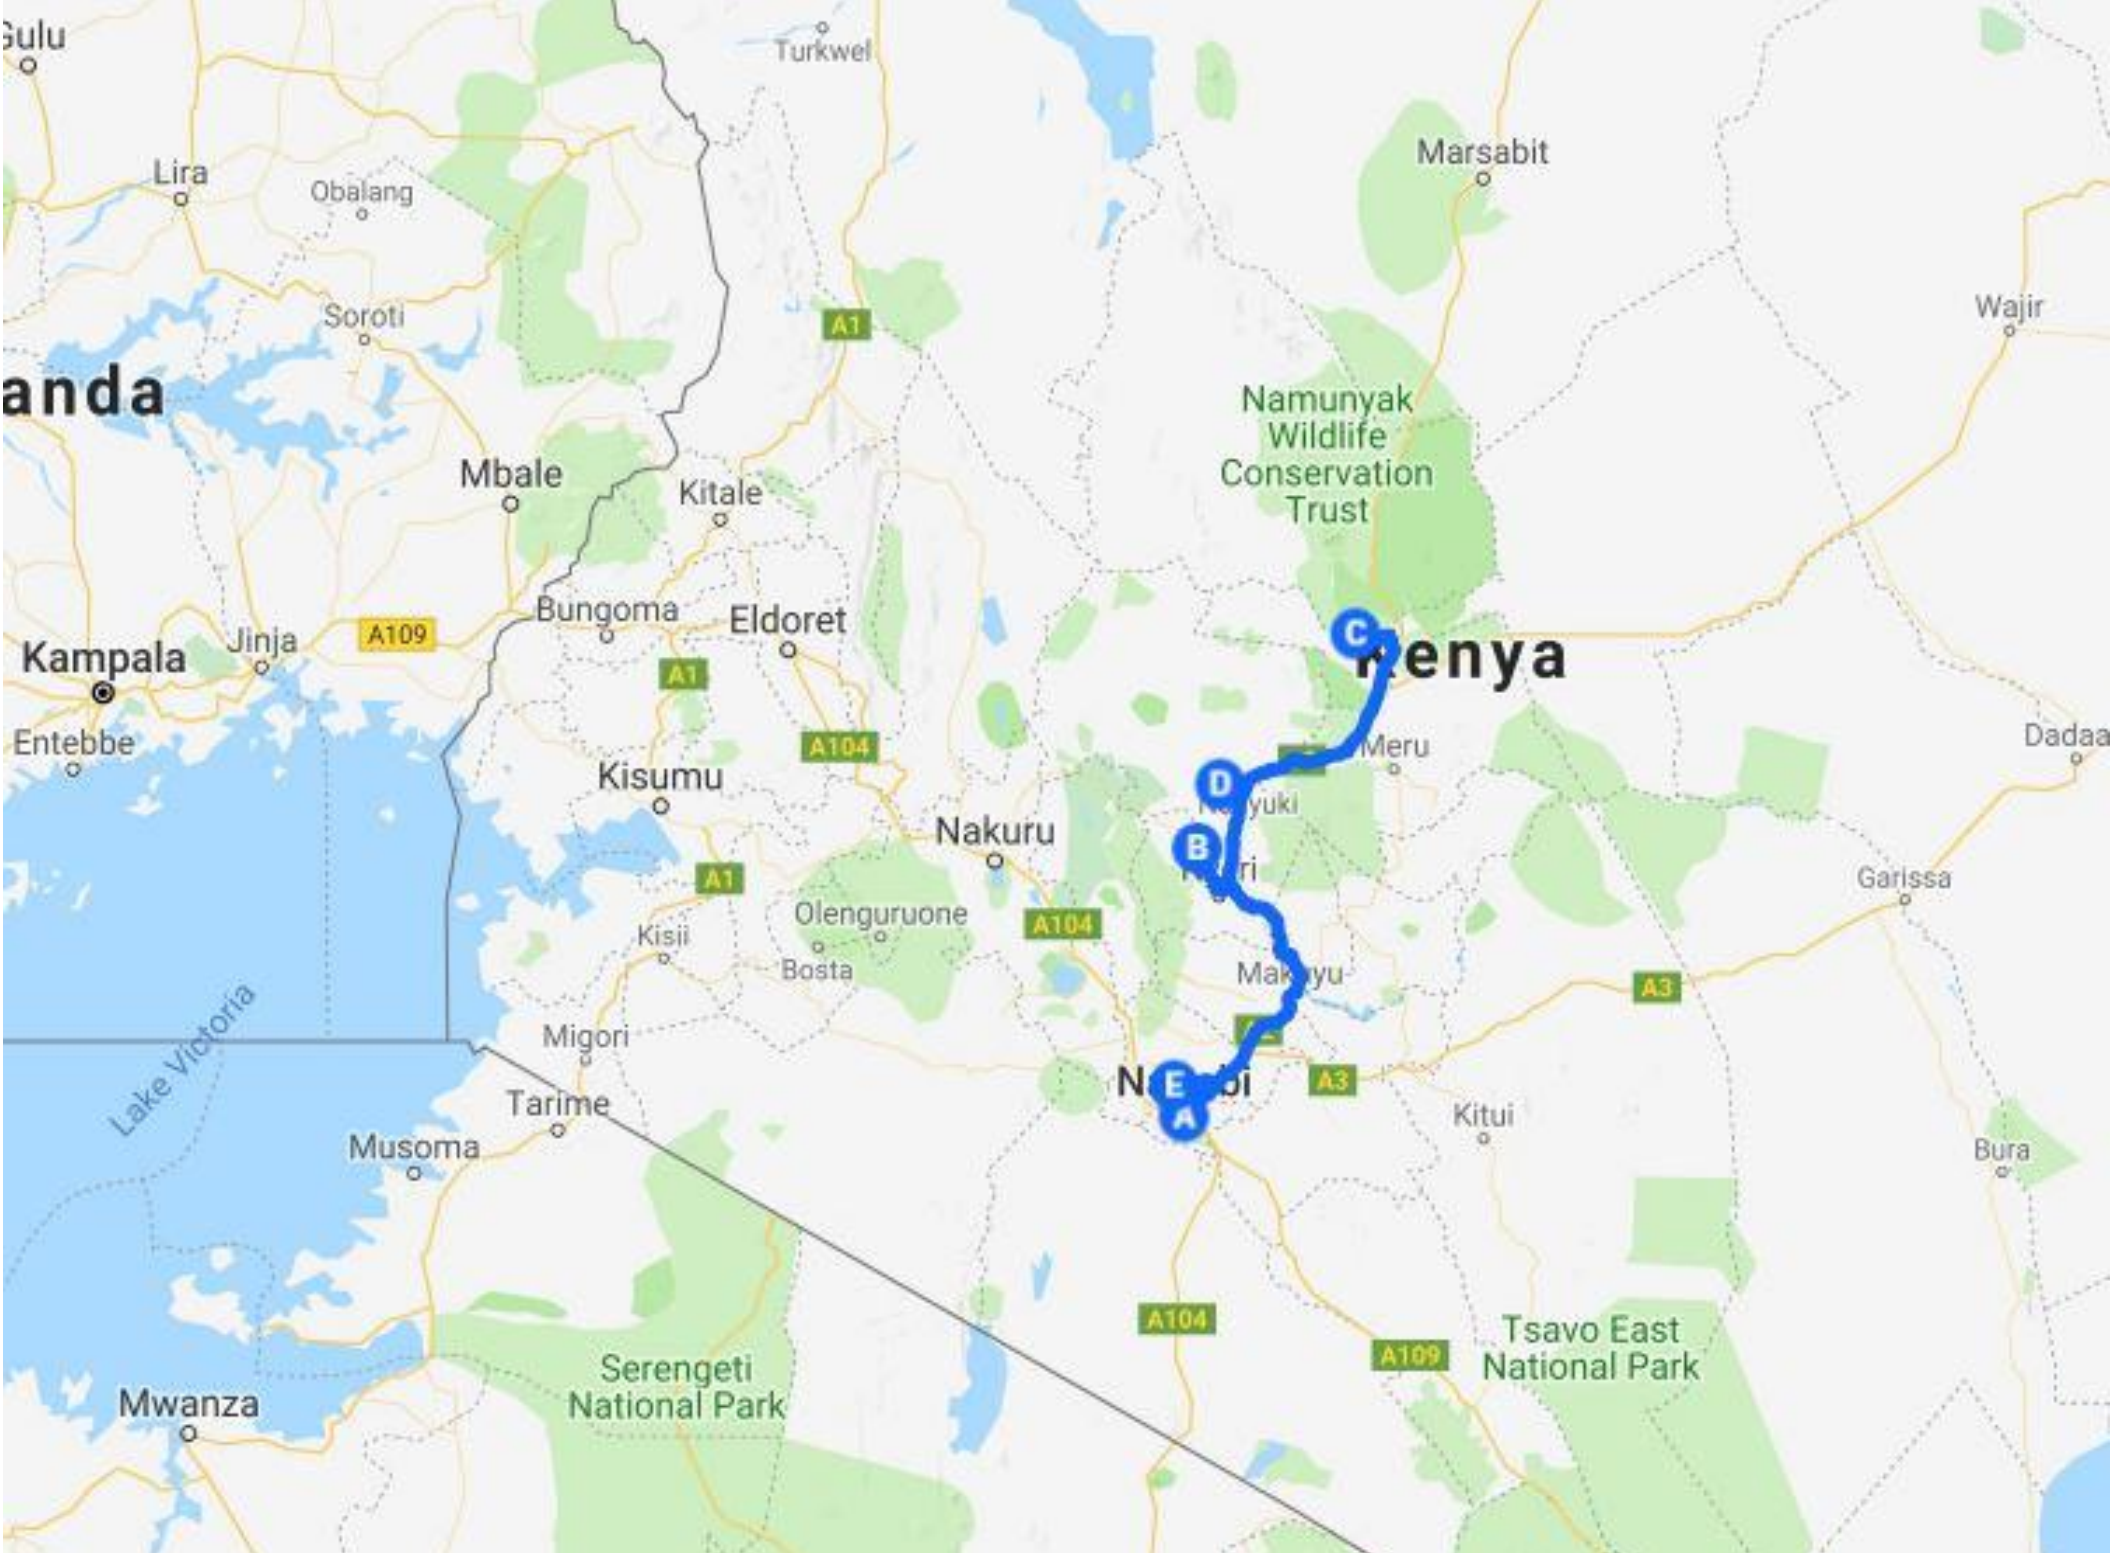 Gulu
Turkwel
Marsabit
Lira
Obalang
Soroti
A1
Wajir
anda
Namunyak
Wildlife
Conservation
Trust
Mbale
Kitale
Bungoma
Eldoret
A109
Jinja
C
Kenya
Kampala
A1
Entebbe
A104
Meru
Dadaa
Kisumu
D
Nakuru
B
A1
Garissa
Olenguruone
A104
Kisii
Bosta
A3
Lake Victoria
Migori
E
A3
Tarime
A
Kitui
Musoma
Bura
A104
Tsavo East
National Park
A109
Serengeti
National Park
Mwanza